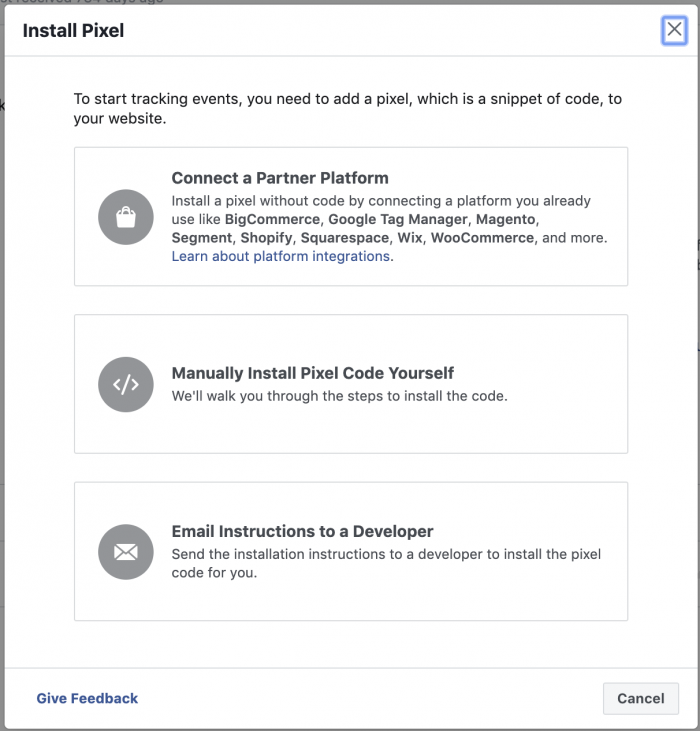 Install Pixel
To start tracking events, you need to add a pixel, which is a snippet of code, to
your website.
Connect a Partner Platform
Install a pixel without code by connecting a platform you already
use like BigCommerce, Google Tag Manager, Magento,
Segment, Shopify, Squarespace, Wix, WooCommerce, and more.
Learn about platform integrations.
</>
Manually Install Pixel Code Yourself
We'll walk you through the steps to install the code.
Email Instructions to a Developer
Send the installation instructions to a developer to install the pixel
code for you.
Give Feedback
Cancel